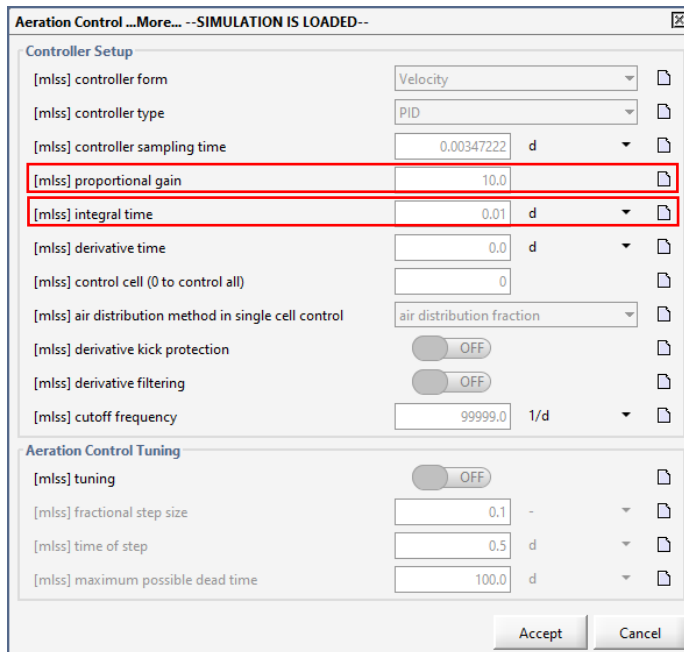 Aeration Control ...More... --SIMULATION IS LOADED--
Controller Setup
[mlss] controller form Velocity
[mlss] controller type PID
[mlss] controller sampling time 0.00347222 d
[mlss] proportional gain 10.0
[mlss] integral time 0.01 d
[mlss] derivative time 0.0 d
[mlss] control cell (0 to control all) 0
[mlss] air distribution method in single cell control air distribution fraction
[mlss] derivative kick protection OFF
[mlss] derivative filtering OFF
[mlss] cutoff frequency 99999.0 1/d
Aeration Control Tuning
[mlss] tuning OFF
[mlss] fractional step size 0.1 -
[mlss] time of step 0.5 d
[mlss] maximum possible dead time 100.0 d
Accept Cancel